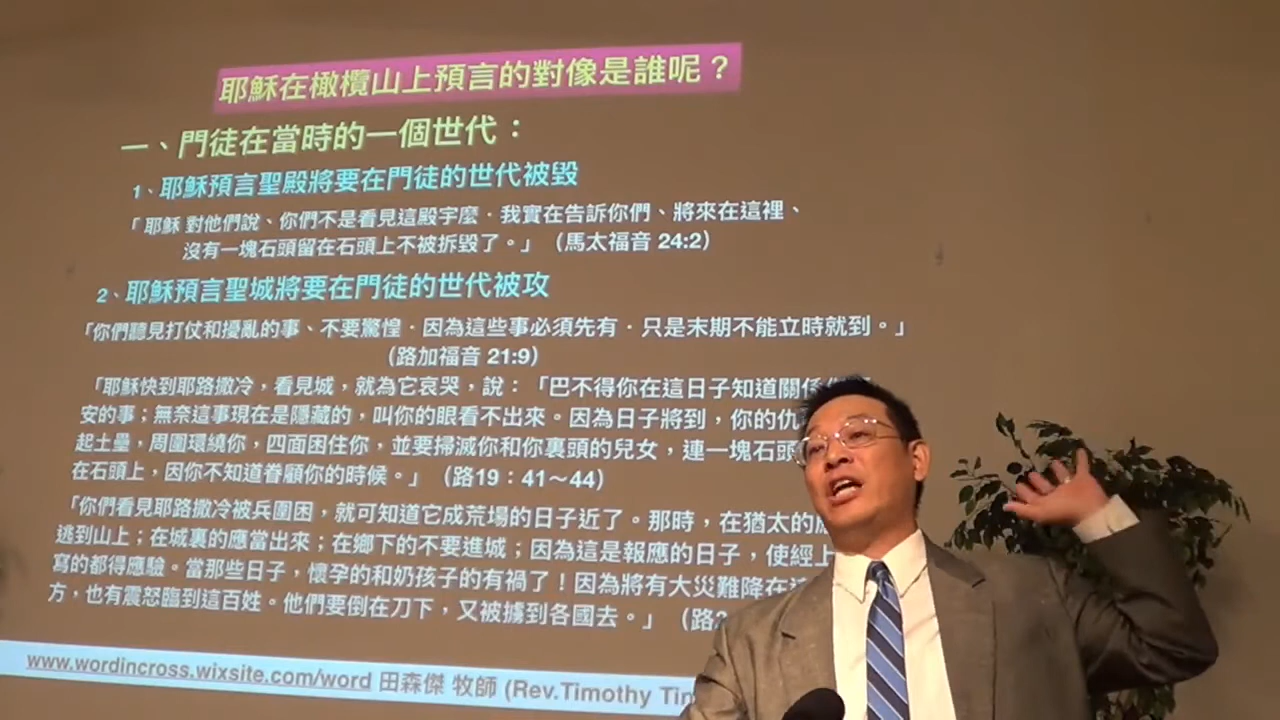 耶穌在橄欖山上預言的對像是誰呢？
一、門徒在當時的一個世代：
1、耶穌預言聖殿將要在門徒的世代被毀
「 耶穌 對他們說、你們不是看見這殿宇麼．我實在告訴你們、將來在這裡、
沒有一塊石頭留在石頭上不被拆毀了。」（馬太福音 24:2）
2、耶穌預言聖城將要在門徒的世代被攻
「你們聽見打仗和擾亂的事、不要驚惶．因為這些事必須先有．只是末期不能立時就到。」
（路加福音 21:9）
「耶穌快到耶路撒冷，看見城，就為它哀哭，說：「巴不得你在這日子知道關係
安的事；無奈這事現在是隱藏的，叫你的眼看不出來。因為日子將到，你的仇
起土壘，周圍環繞你，四面困住你，並要掃滅你和你裏頭的兒女，連一塊石頭
在石頭上，因你不知道眷顧你的時候。」（路19：41～44）
「你們看見耶路撒冷被兵圍困，就可知道它成荒場的日子近了。那時，在猶太的
逃到山上；在城裏的應當出來；在鄉下的不要進城；因為這是報應的日子，使經上
寫的都得應驗。當那些日子，懷孕的和奶孩子的有禍了！因為將有大災難降在
方，也有震怒臨到這百姓。他們要倒在刀下，又被擄到各國去。」（路
www.wordincross.wixsite.com/word 田森傑 牧師 (Rev.Timothy Tin